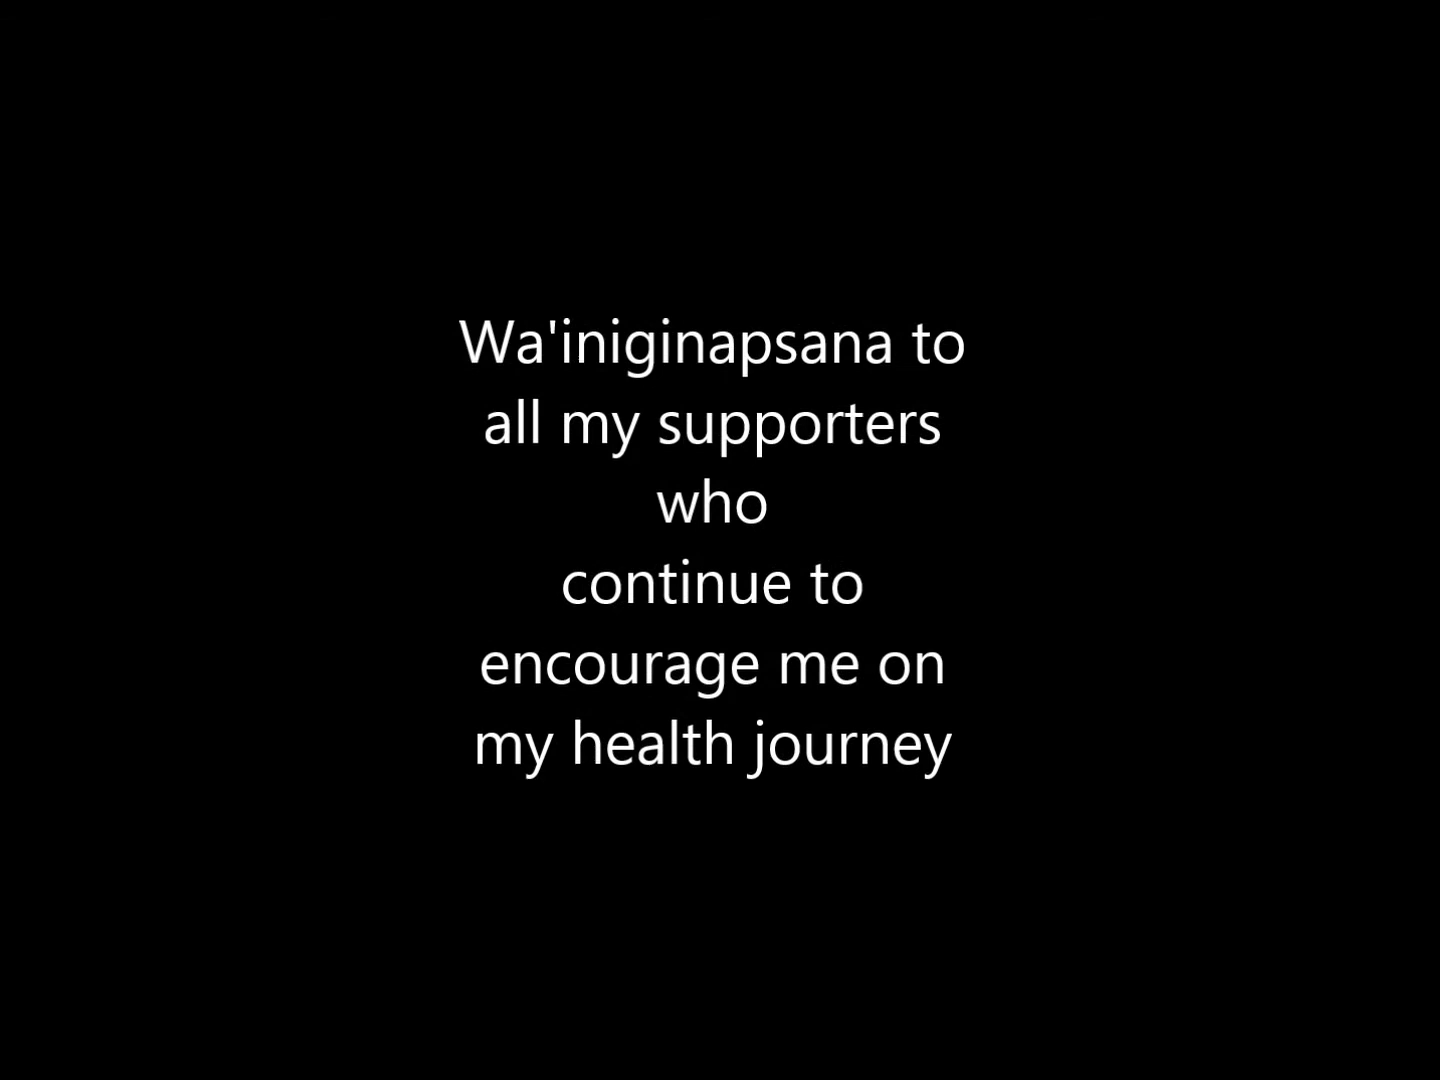 Wa'iniginapsana to
all my supporters
who
continue to
encourage me on
my health journey